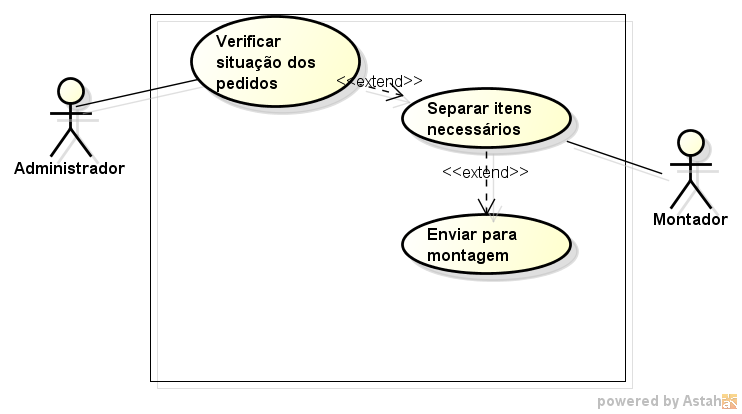 Verificar
situação dos
pedidos
<<extend>>
Separar itens
necessários
Administrador
<<extend>>
Montador
Enviar para
montagem
powered by Astah